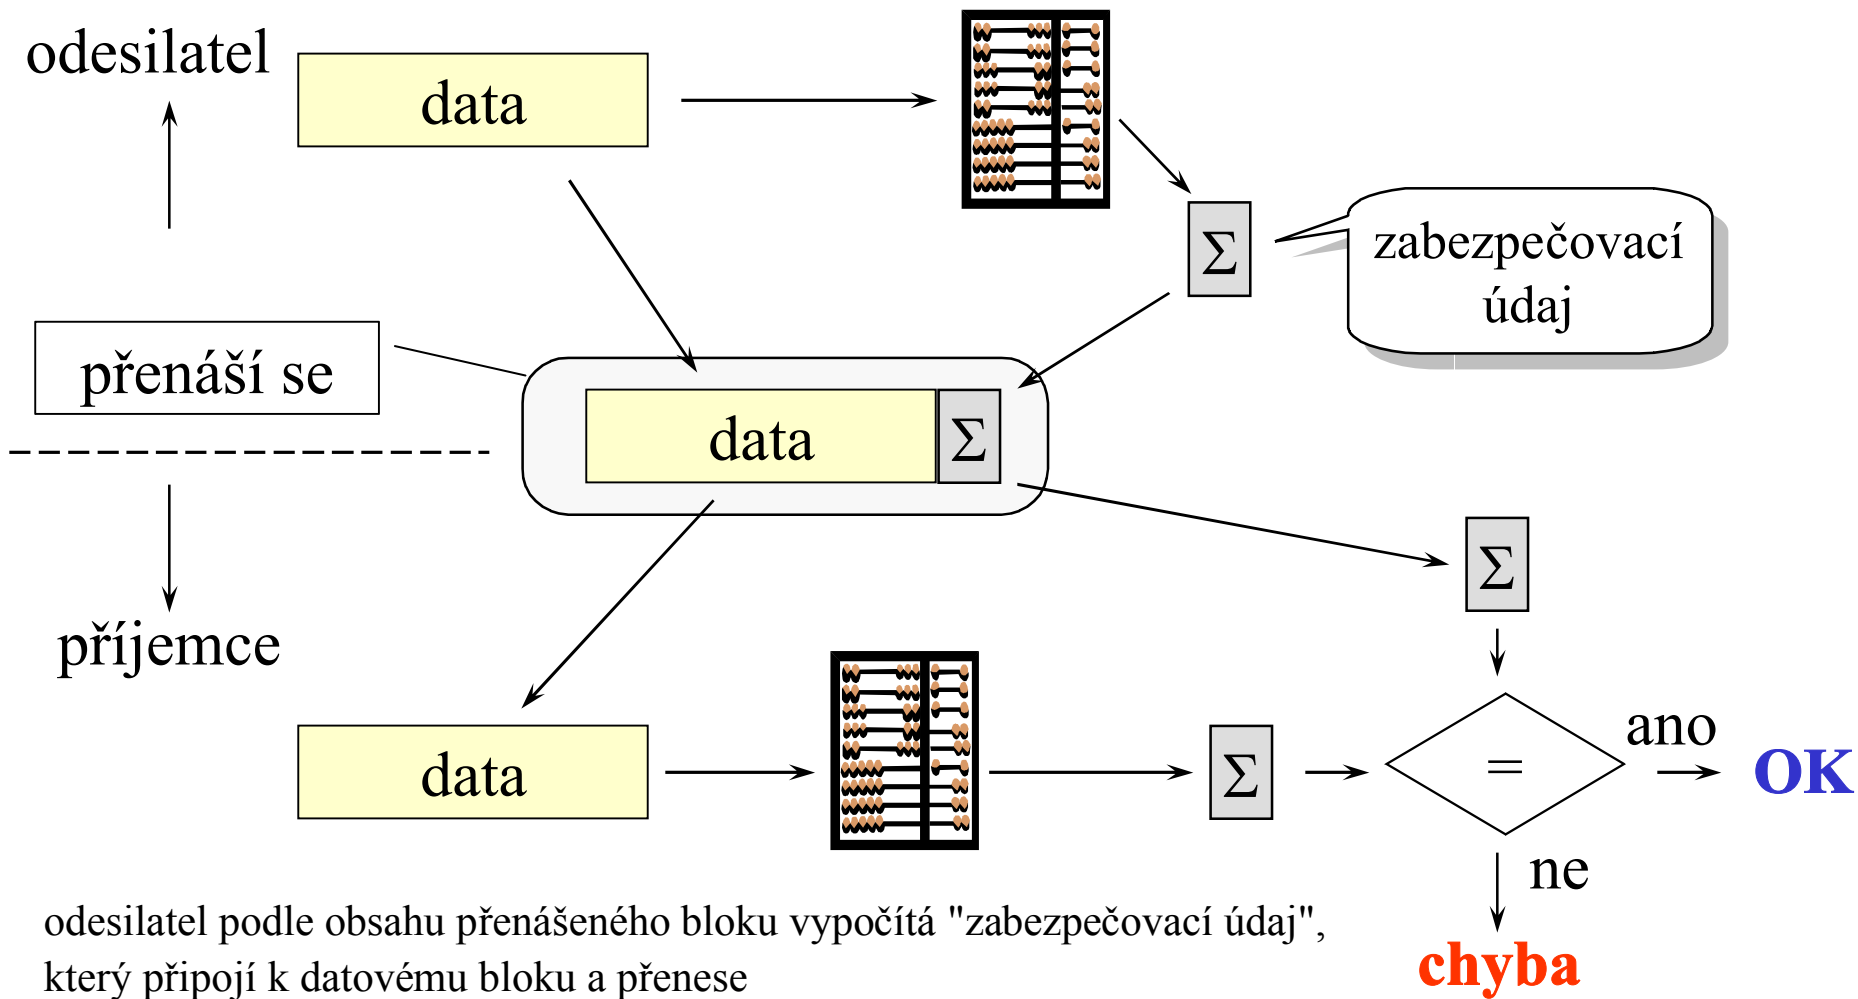 odesilatel
data
Σ
zabezpečovací
údaj
přenáší se
data Σ
Σ
příjemce
data
Σ
=
ano
OK
ne
chyba
odesilatel podle obsahu přenášeného bloku vypočítá "zabezpečovací údaj",
který připojí k datovému bloku a přenese